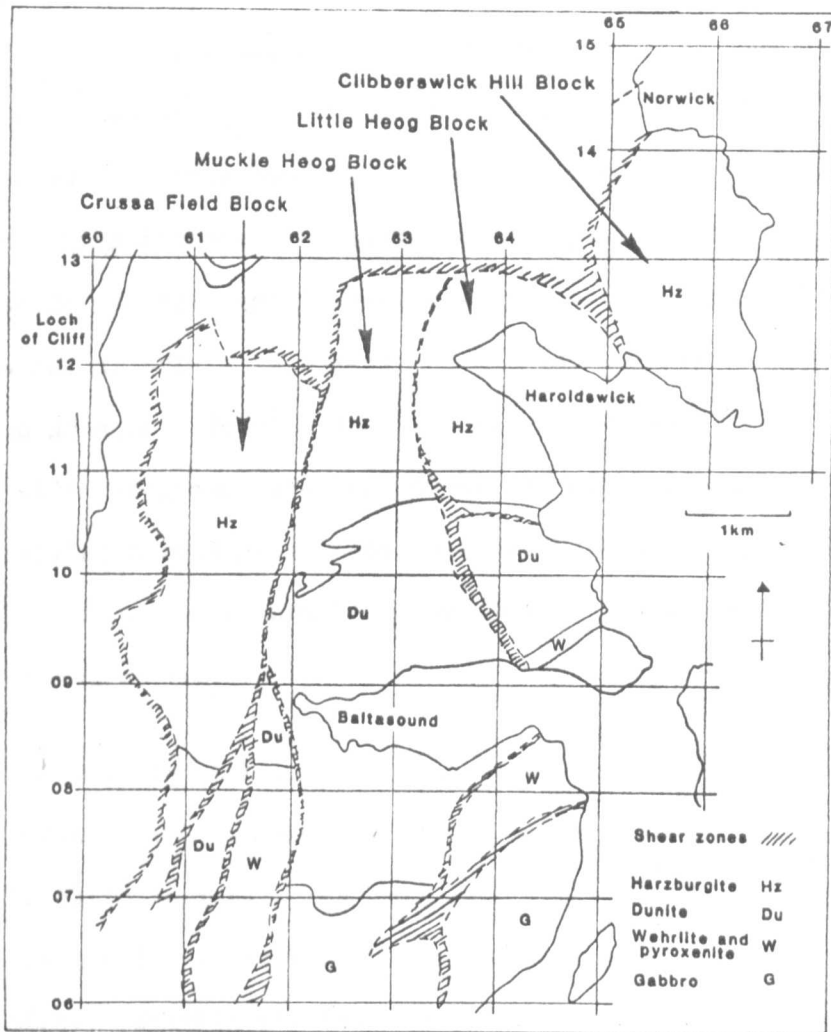 65 66 67
15
Clibberswick Hill Block
Norwick
Little Heog Block
14
Muckle Heog Block
Crussa Field Block
60 61 62 63 64
13
Hz
Loch
of Cliff
12
Haroldswick
Hz Hz
11
Hz
1km
Du
10
Du
W
09
Baltasound
Du
W
08
Shear zones
Du
W
07
Harzburgite Hz
Dunite Du
Wehrlite and
pyroxenite W
G
Gabbro G
G
06